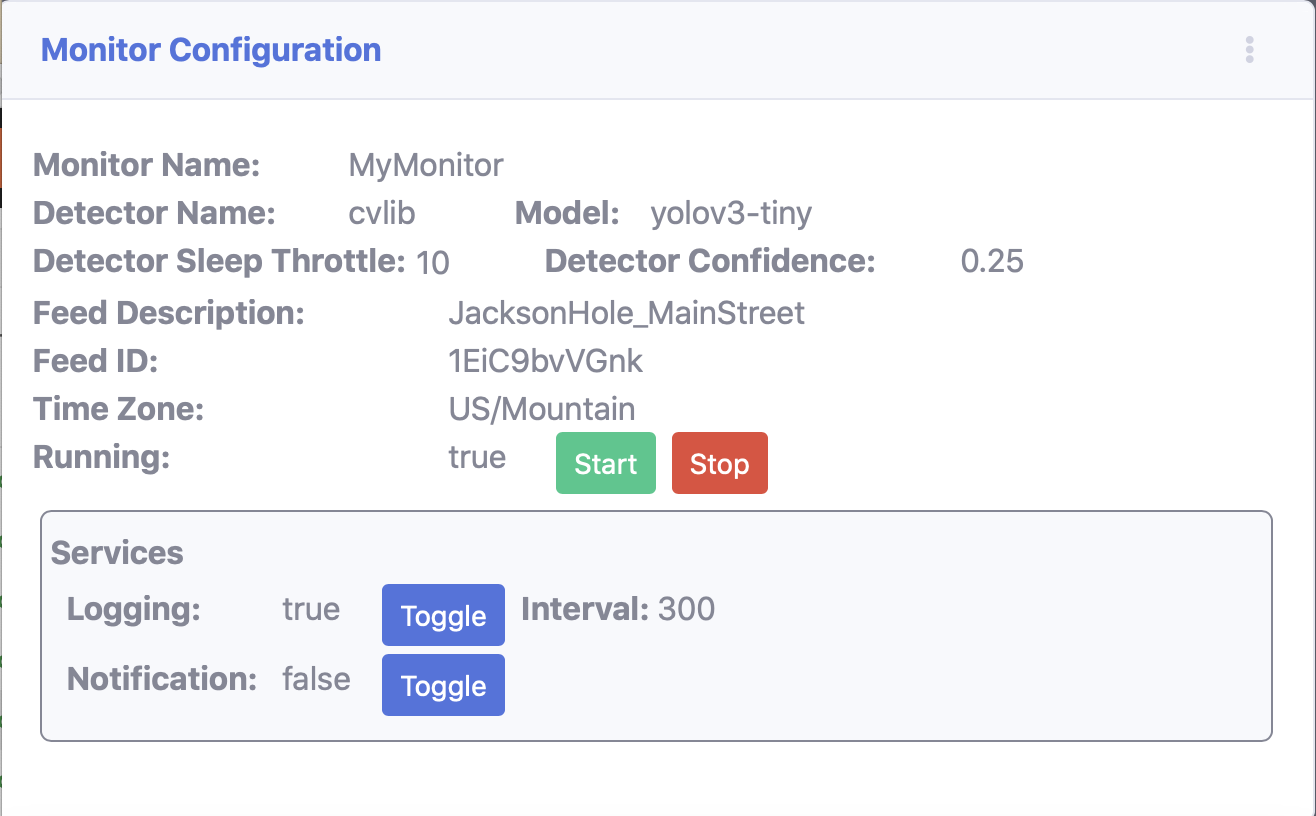 Monitor Configuration
Monitor Name: MyMonitor
Detector Name: cvlib Model: yolov3-tiny
Detector Sleep Throttle: 10 Detector Confidence: 0.25
Feed Description: JacksonHole_MainStreet
Feed ID: 1EiC9bvVGnk
Time Zone: US/Mountain
Running: true Start Stop
Services
Logging: true Toggle Interval: 300
Notification: false Toggle